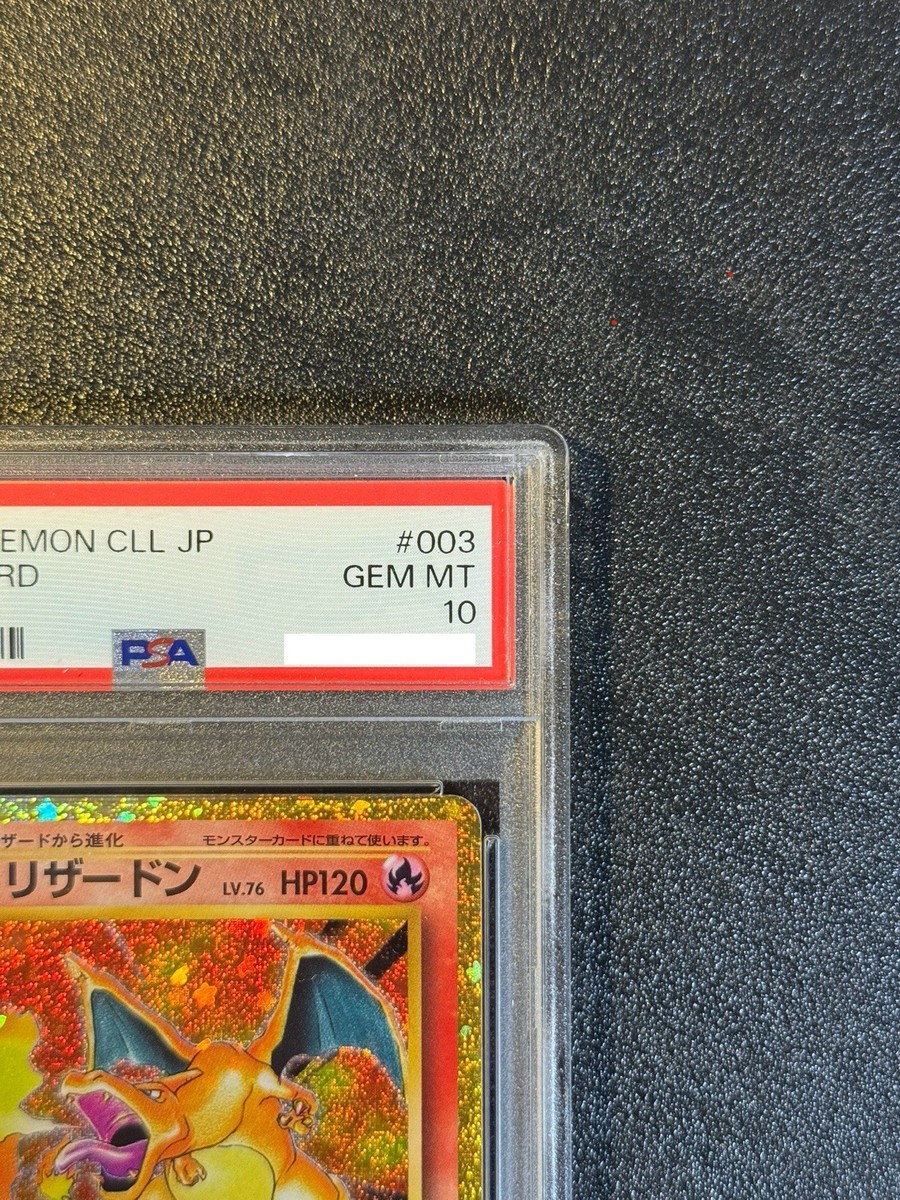 EMON CLL JP #003
RD GEM MT
10
PSA
ザードから進化 モンスターカードに重ねて使います。
リザードン LV.76 HP120